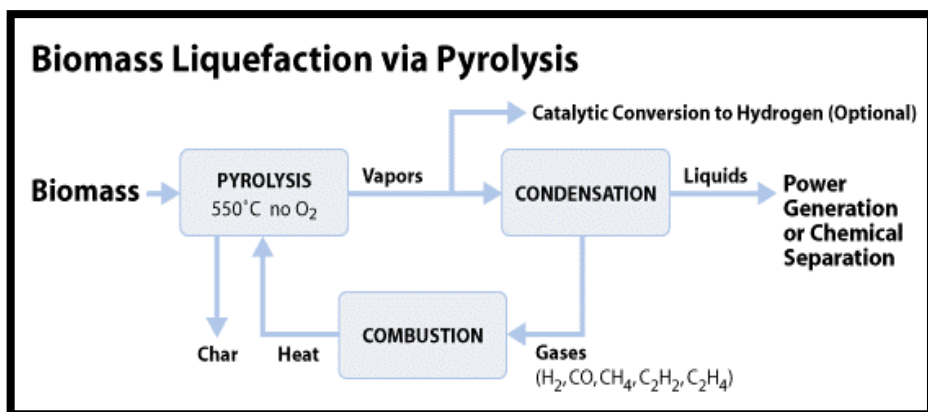 Biomass Liquefaction via Pyrolysis
Catalytic Conversion to Hydrogen (Optional)
Biomass
PYROLYSIS
550°C no O₂
Vapors
CONDENSATION
Liquids
Power
Generation
or Chemical
Separation
Char
Heat
COMBUSTION
Gases
(H₂, CO, CH₄, C₂H₂, C₂H₄)